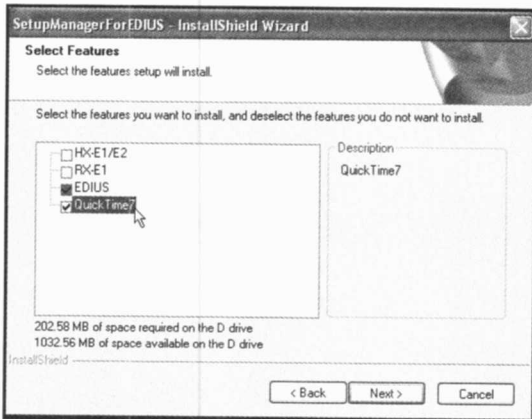 SetupManagerForEDIUS - InstallShield Wizard
Select Features
Select the features setup will install.
Select the features you want to install, and deselect the features you do not want to install.
HX-E1/E2
RX-E1
EDIUS
QuickTime7
Description
QuickTime7
202.58 MB of space required on the D drive
1032.56 MB of space available on the D drive
InstallShield
< Back
Next >
Cancel